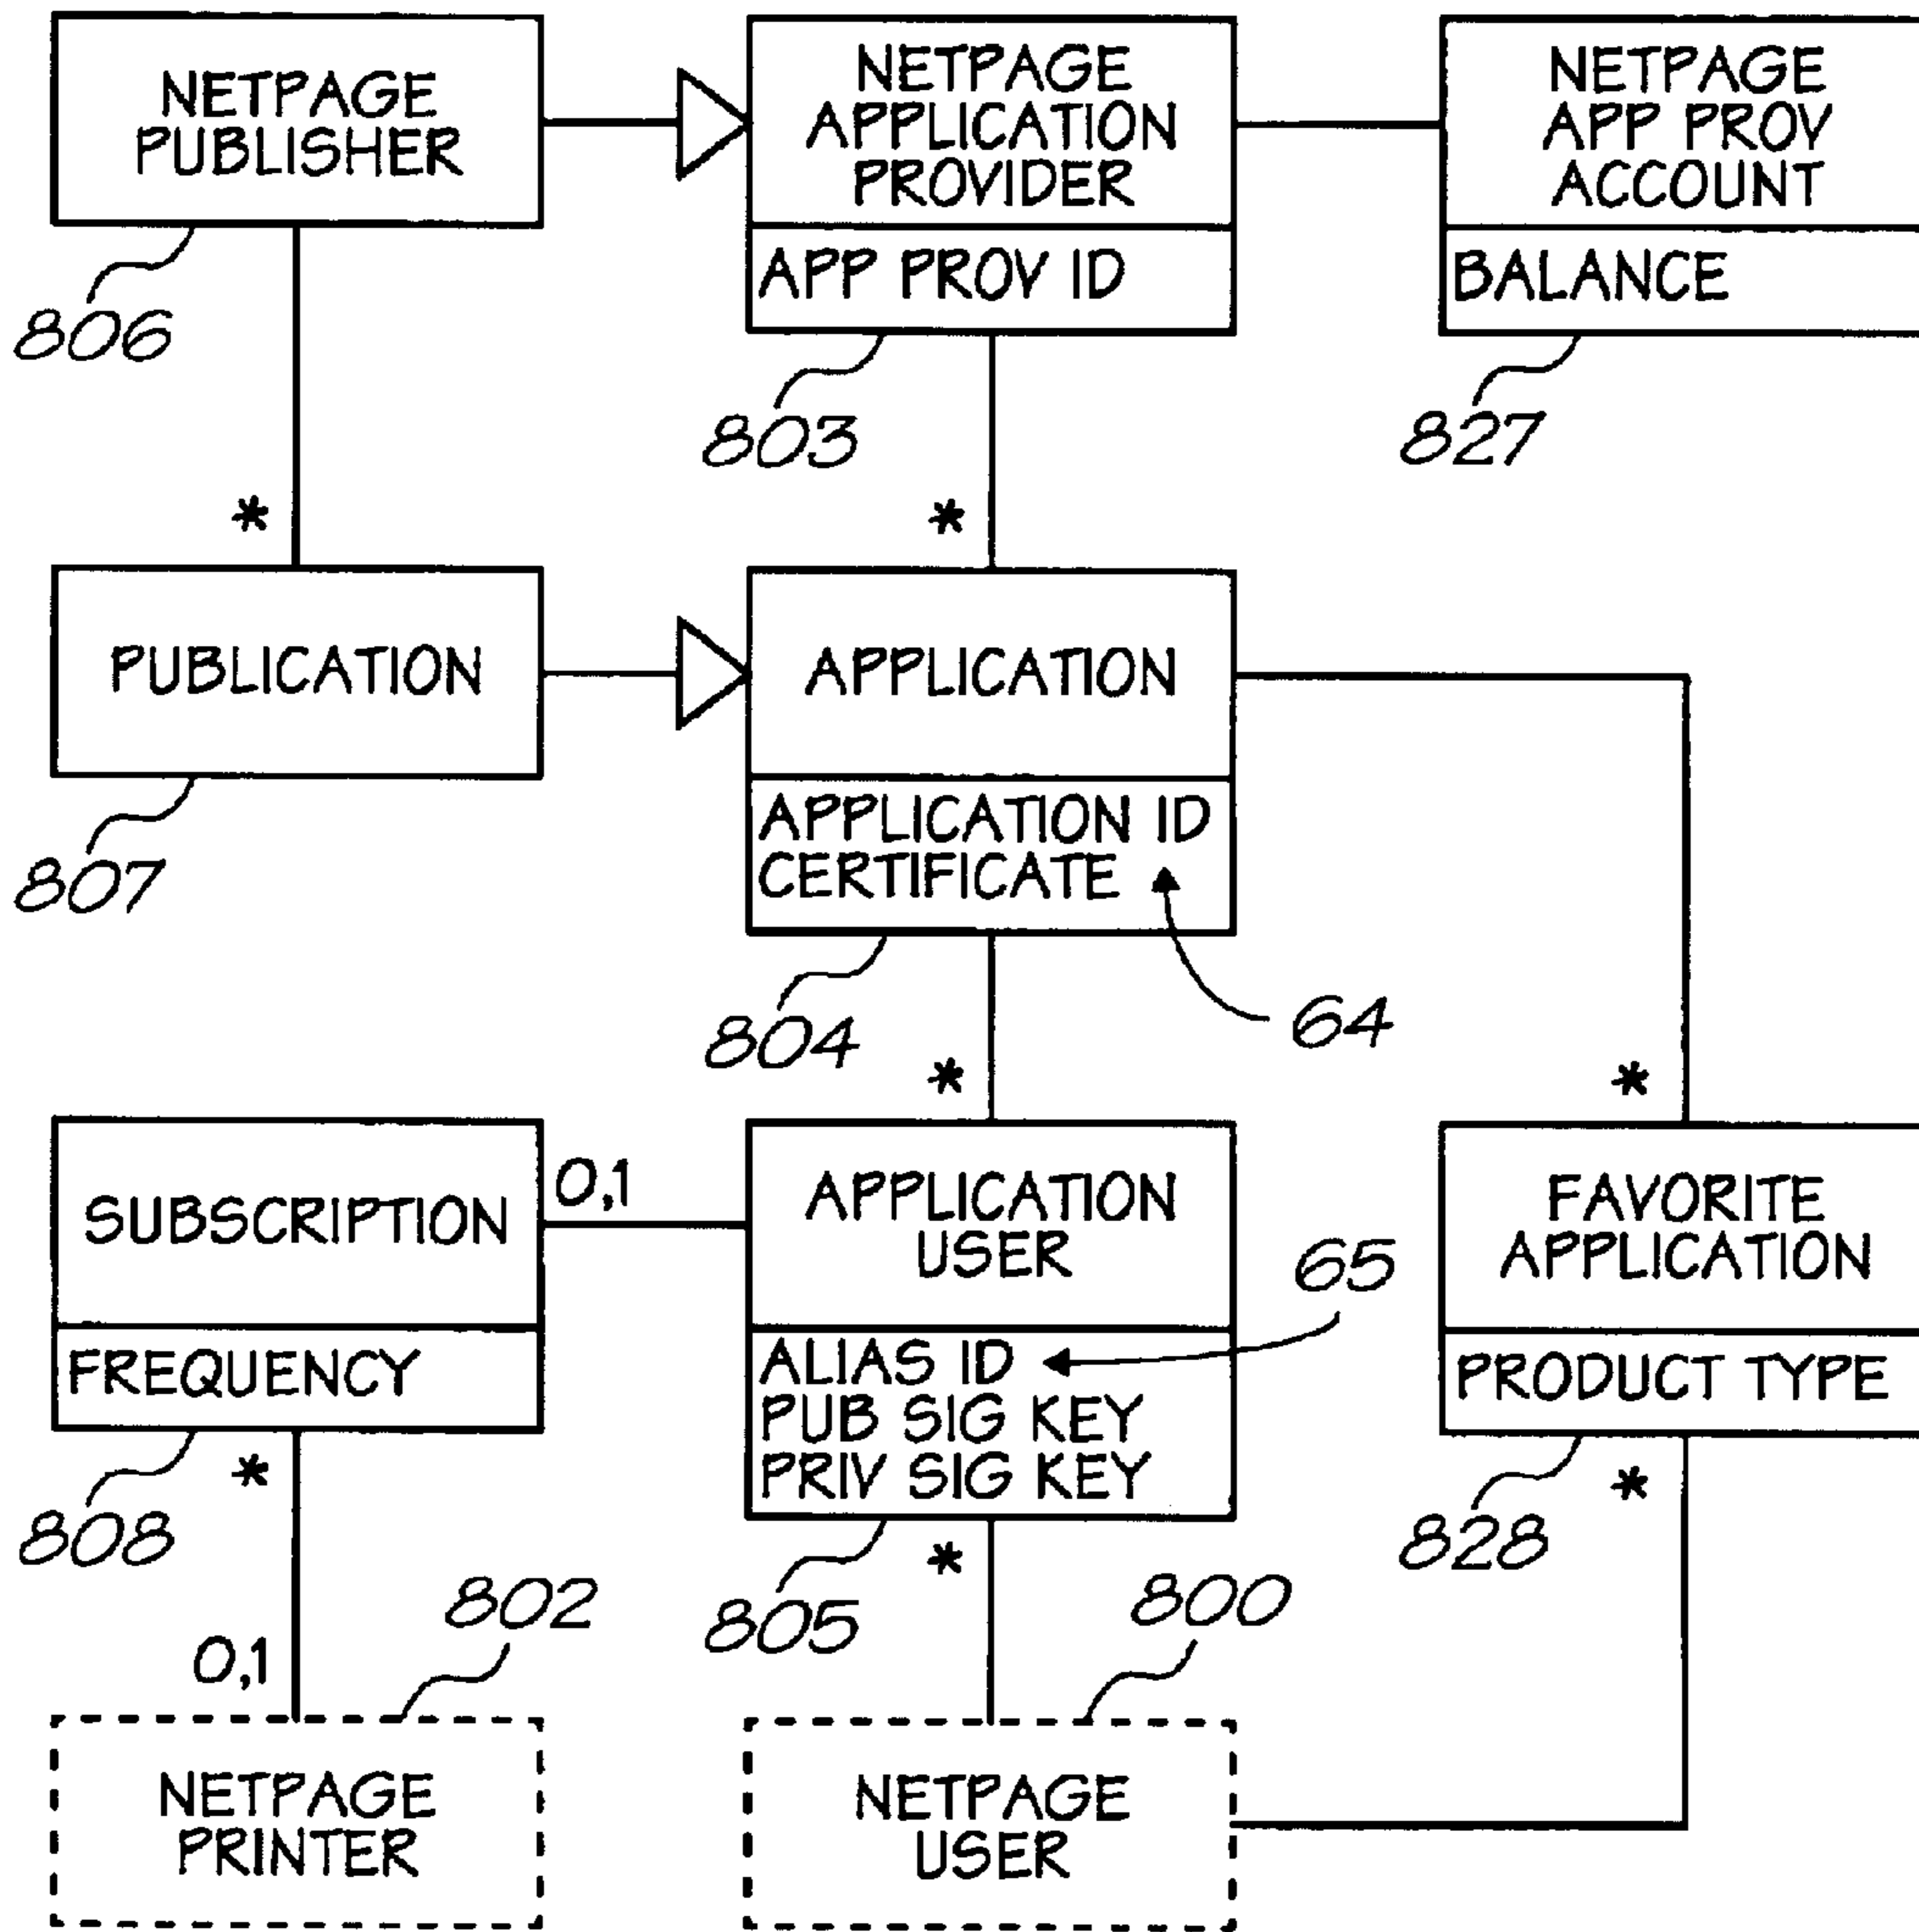 NETPAGE
PUBLISHER
806
NETPAGE
APPLICATION
PROVIDER
APP PROV ID
803
NETPAGE
APP PROV
ACCOUNT
BALANCE
827
*
*
PUBLICATION
807
APPLICATION
APPLICATION ID
CERTIFICATE
804
64
*
*
SUBSCRIPTION
FREQUENCY
808
0,1
APPLICATION
USER
ALIAS ID
PUB SIG KEY
PRIV SIG KEY
805
65
FAVORITE
APPLICATION
PRODUCT TYPE
828
*
*
*
0,1
802
800
NETPAGE
PRINTER
NETPAGE
USER